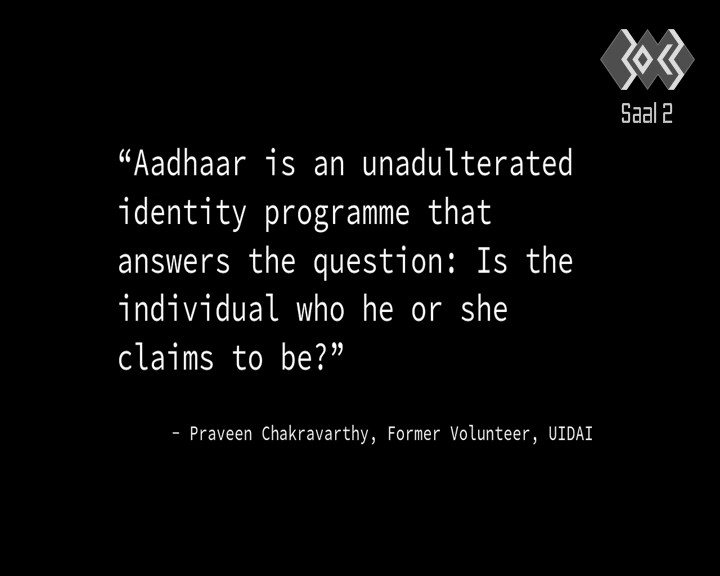 Saal 2
“Aadhaar is an unadulterated
identity programme that
answers the question: Is the
individual who he or she
claims to be?”
– Praveen Chakravarthy, Former Volunteer, UIDAI